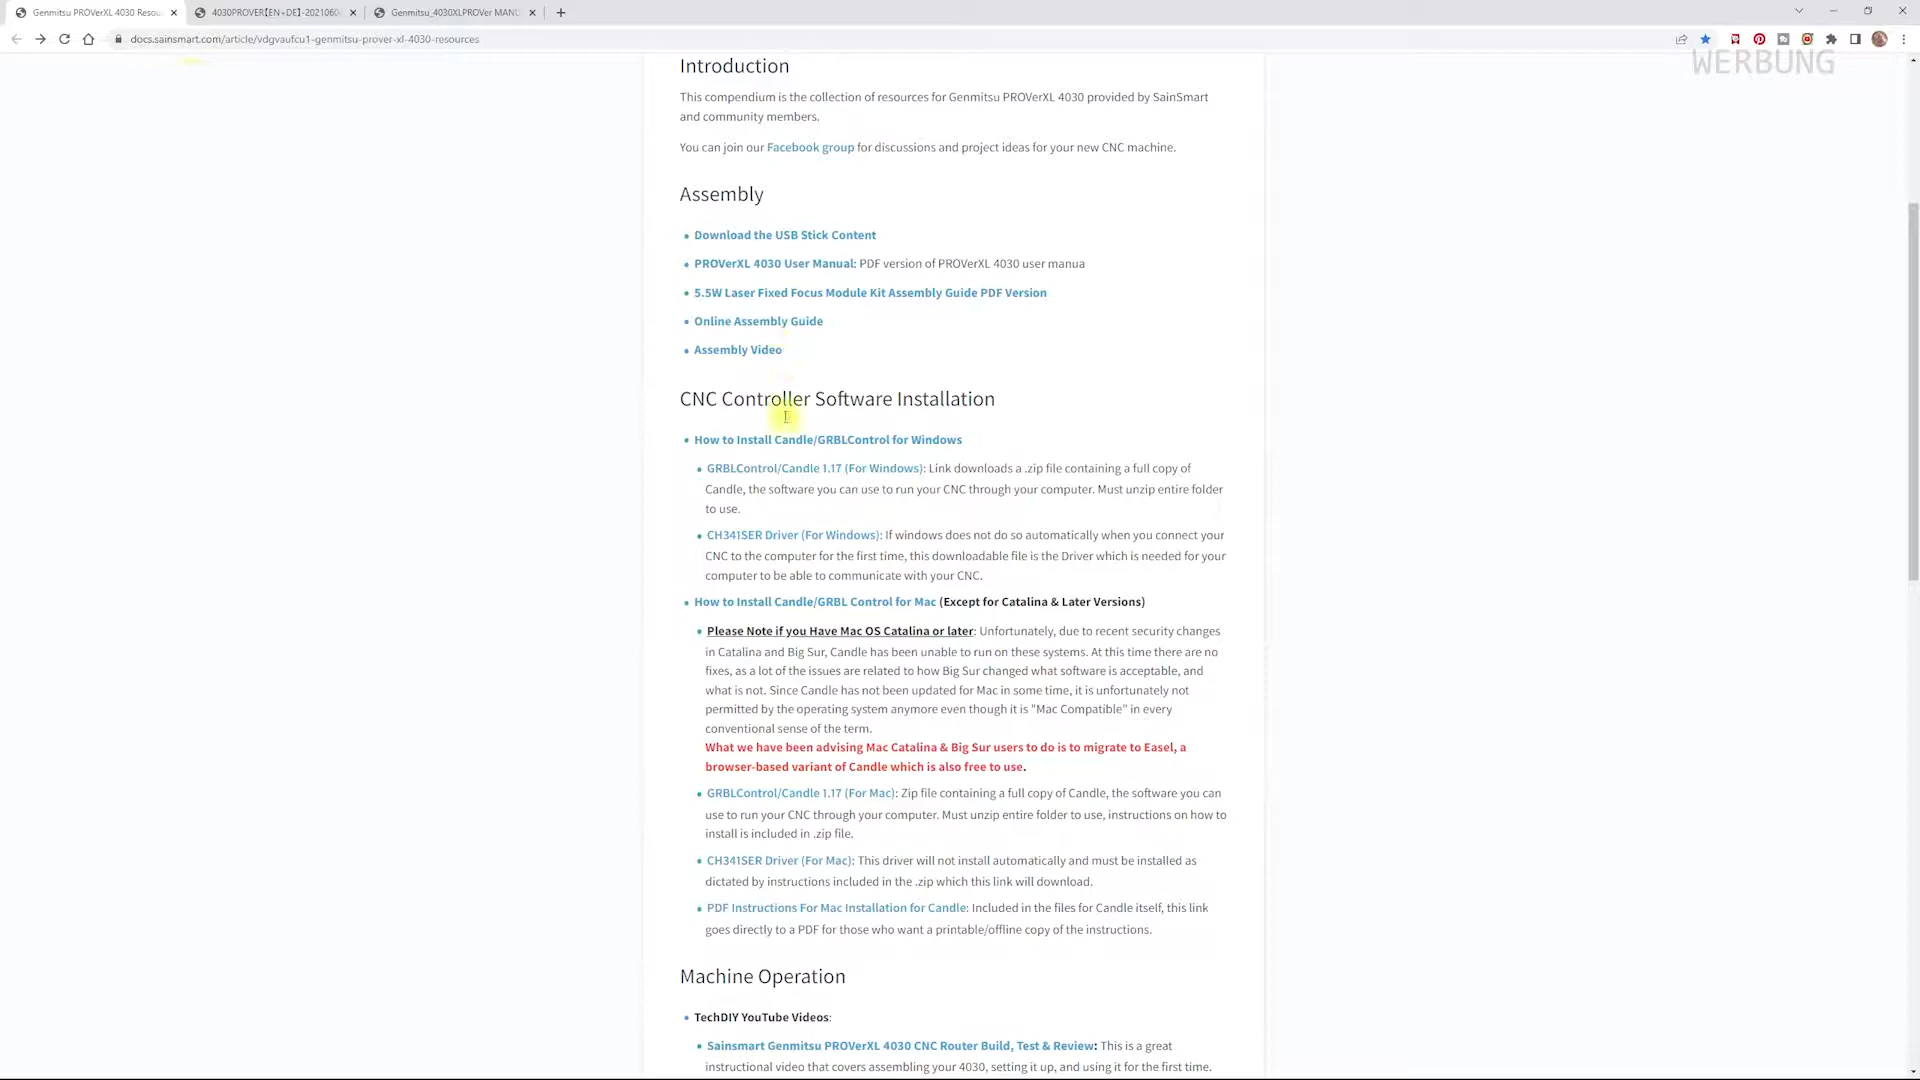 Genmitsu PROVerXL 4030 Resou
4030PROVER【EN+DE】-2021060
Genmitsu_4030XLPROVer MANU
docs.sainsmart.com/article/vdgvaufcu1-genmitsu-prover-xl-4030-resources
WERBUNG
Introduction
This compendium is the collection of resources for Genmitsu PROVerXL 4030 provided by SainSmart
and community members.
You can join our Facebook group for discussions and project ideas for your new CNC machine.
Assembly
• Download the USB Stick Content
• PROVerXL 4030 User Manual: PDF version of PROVerXL 4030 user manua
• 5.5W Laser Fixed Focus Module Kit Assembly Guide PDF Version
• Online Assembly Guide
• Assembly Video
CNC Controller Software Installation
• How to Install Candle/GRBLControl for Windows
• GRBLControl/Candle 1.17 (For Windows): Link downloads a .zip file containing a full copy of
Candle, the software you can use to run your CNC through your computer. Must unzip entire folder
to use.
• CH341SER Driver (For Windows): If windows does not do so automatically when you connect your
CNC to the computer for the first time, this downloadable file is the Driver which is needed for your
computer to be able to communicate with your CNC.
• How to Install Candle/GRBL Control for Mac (Except for Catalina & Later Versions)
• Please Note if you Have Mac OS Catalina or later: Unfortunately, due to recent security changes
in Catalina and Big Sur, Candle has been unable to run on these systems. At this time there are no
fixes, as a lot of the issues are related to how Big Sur changed what software is acceptable, and
what is not. Since Candle has not been updated for Mac in some time, it is unfortunately not
permitted by the operating system anymore even though it is "Mac Compatible" in every
conventional sense of the term.
What we have been advising Mac Catalina & Big Sur users to do is to migrate to Easel, a
browser-based variant of Candle which is also free to use.
• GRBLControl/Candle 1.17 (For Mac): Zip file containing a full copy of Candle, the software you can
use to run your CNC through your computer. Must unzip entire folder to use, instructions on how to
install is included in .zip file.
• CH341SER Driver (For Mac): This driver will not install automatically and must be installed as
dictated by instructions included in the .zip which this link will download.
• PDF Instructions For Mac Installation for Candle: Included in the files for Candle itself, this link
goes directly to a PDF for those who want a printable/offline copy of the instructions.
Machine Operation
• TechDIY YouTube Videos:
• Sainsmart Genmitsu PROVerXL 4030 CNC Router Build, Test & Review: This is a great
instructional video that covers assembling your 4030, setting it up, and using it for the first time.